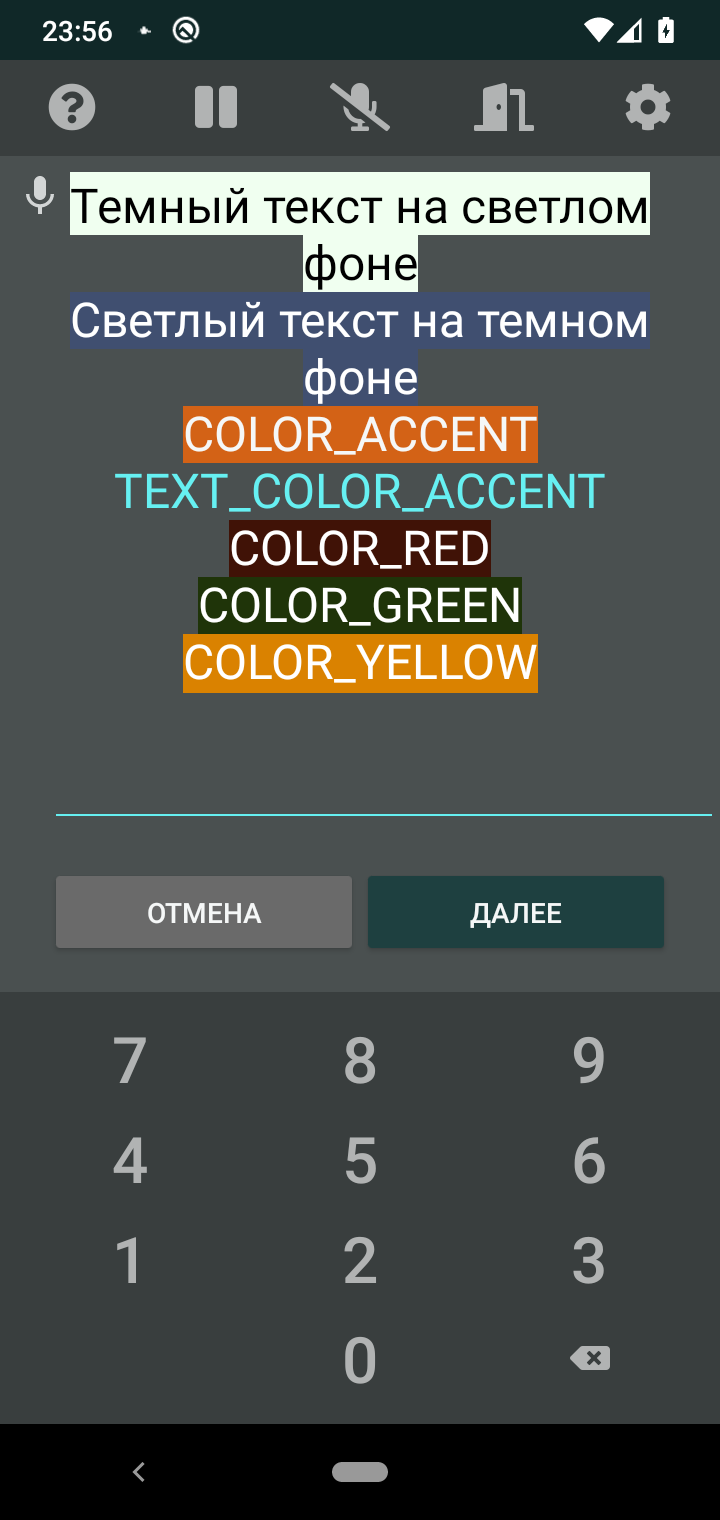 23:56
Темный текст на светлом
фоне
Светлый текст на темном
фоне
COLOR_ACCENT
TEXT_COLOR_ACCENT
COLOR_RED
COLOR_GREEN
COLOR_YELLOW
ОТМЕНА ДАЛЕЕ
7 8 9
4 5 6
1 2 3
0